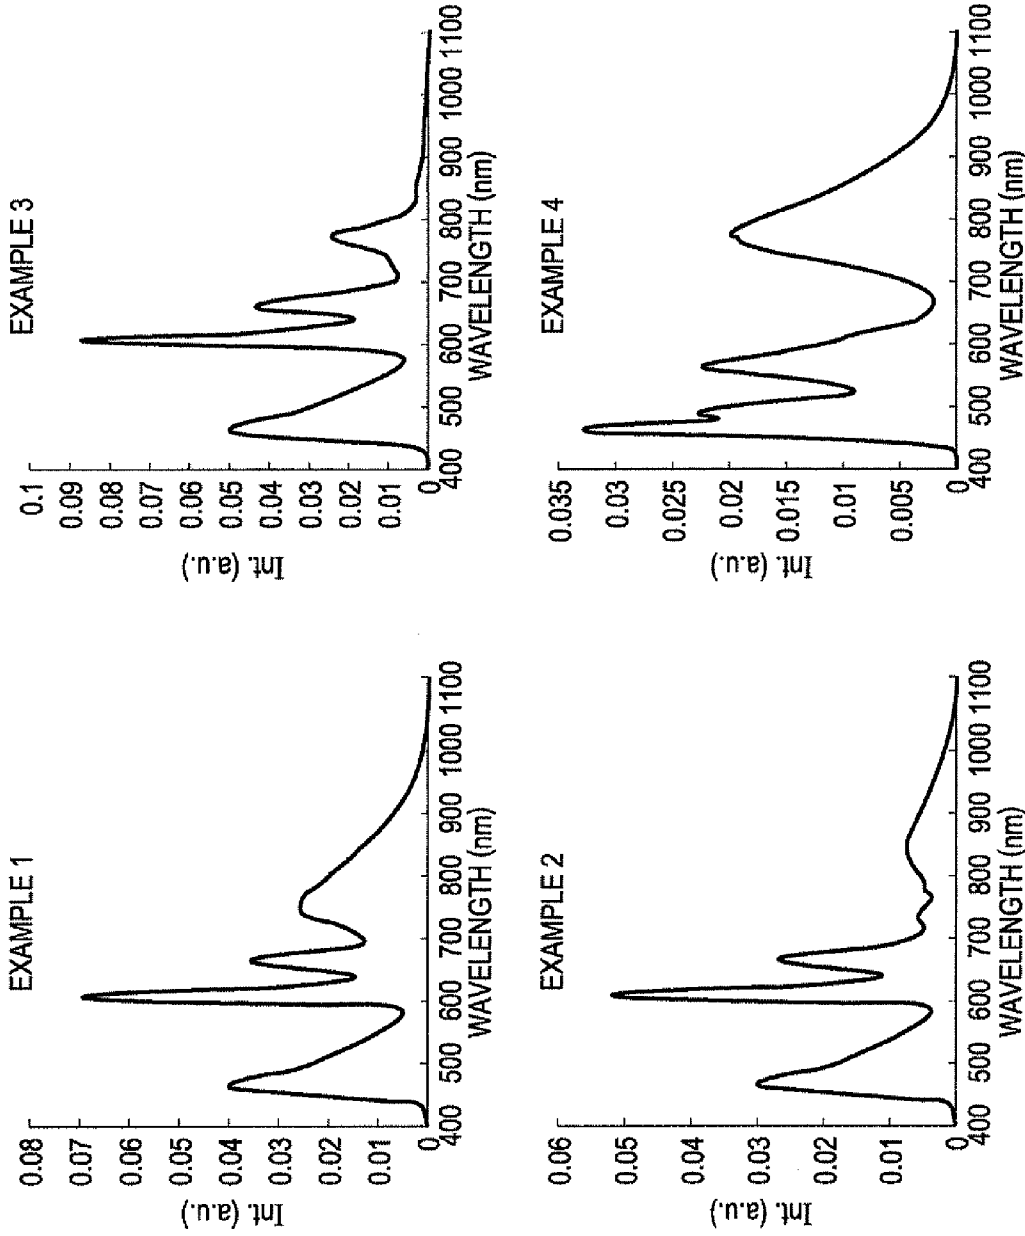 EXAMPLE 1
Int. (a.u.)
0.08
0.07
0.06
0.05
0.04
0.03
0.02
0.01
0
400 500 600 700 800 900 1000 1100
WAVELENGTH (nm)
EXAMPLE 3
Int. (a.u.)
0.1
0.09
0.08
0.07
0.06
0.05
0.04
0.03
0.02
0.01
0
400 500 600 700 800 900 1000 1100
WAVELENGTH (nm)
EXAMPLE 2
Int. (a.u.)
0.06
0.05
0.04
0.03
0.02
0.01
0
400 500 600 700 800 900 1000 1100
WAVELENGTH (nm)
EXAMPLE 4
Int. (a.u.)
0.035
0.03
0.025
0.02
0.015
0.01
0.005
0
400 500 600 700 800 900 1000 1100
WAVELENGTH (nm)